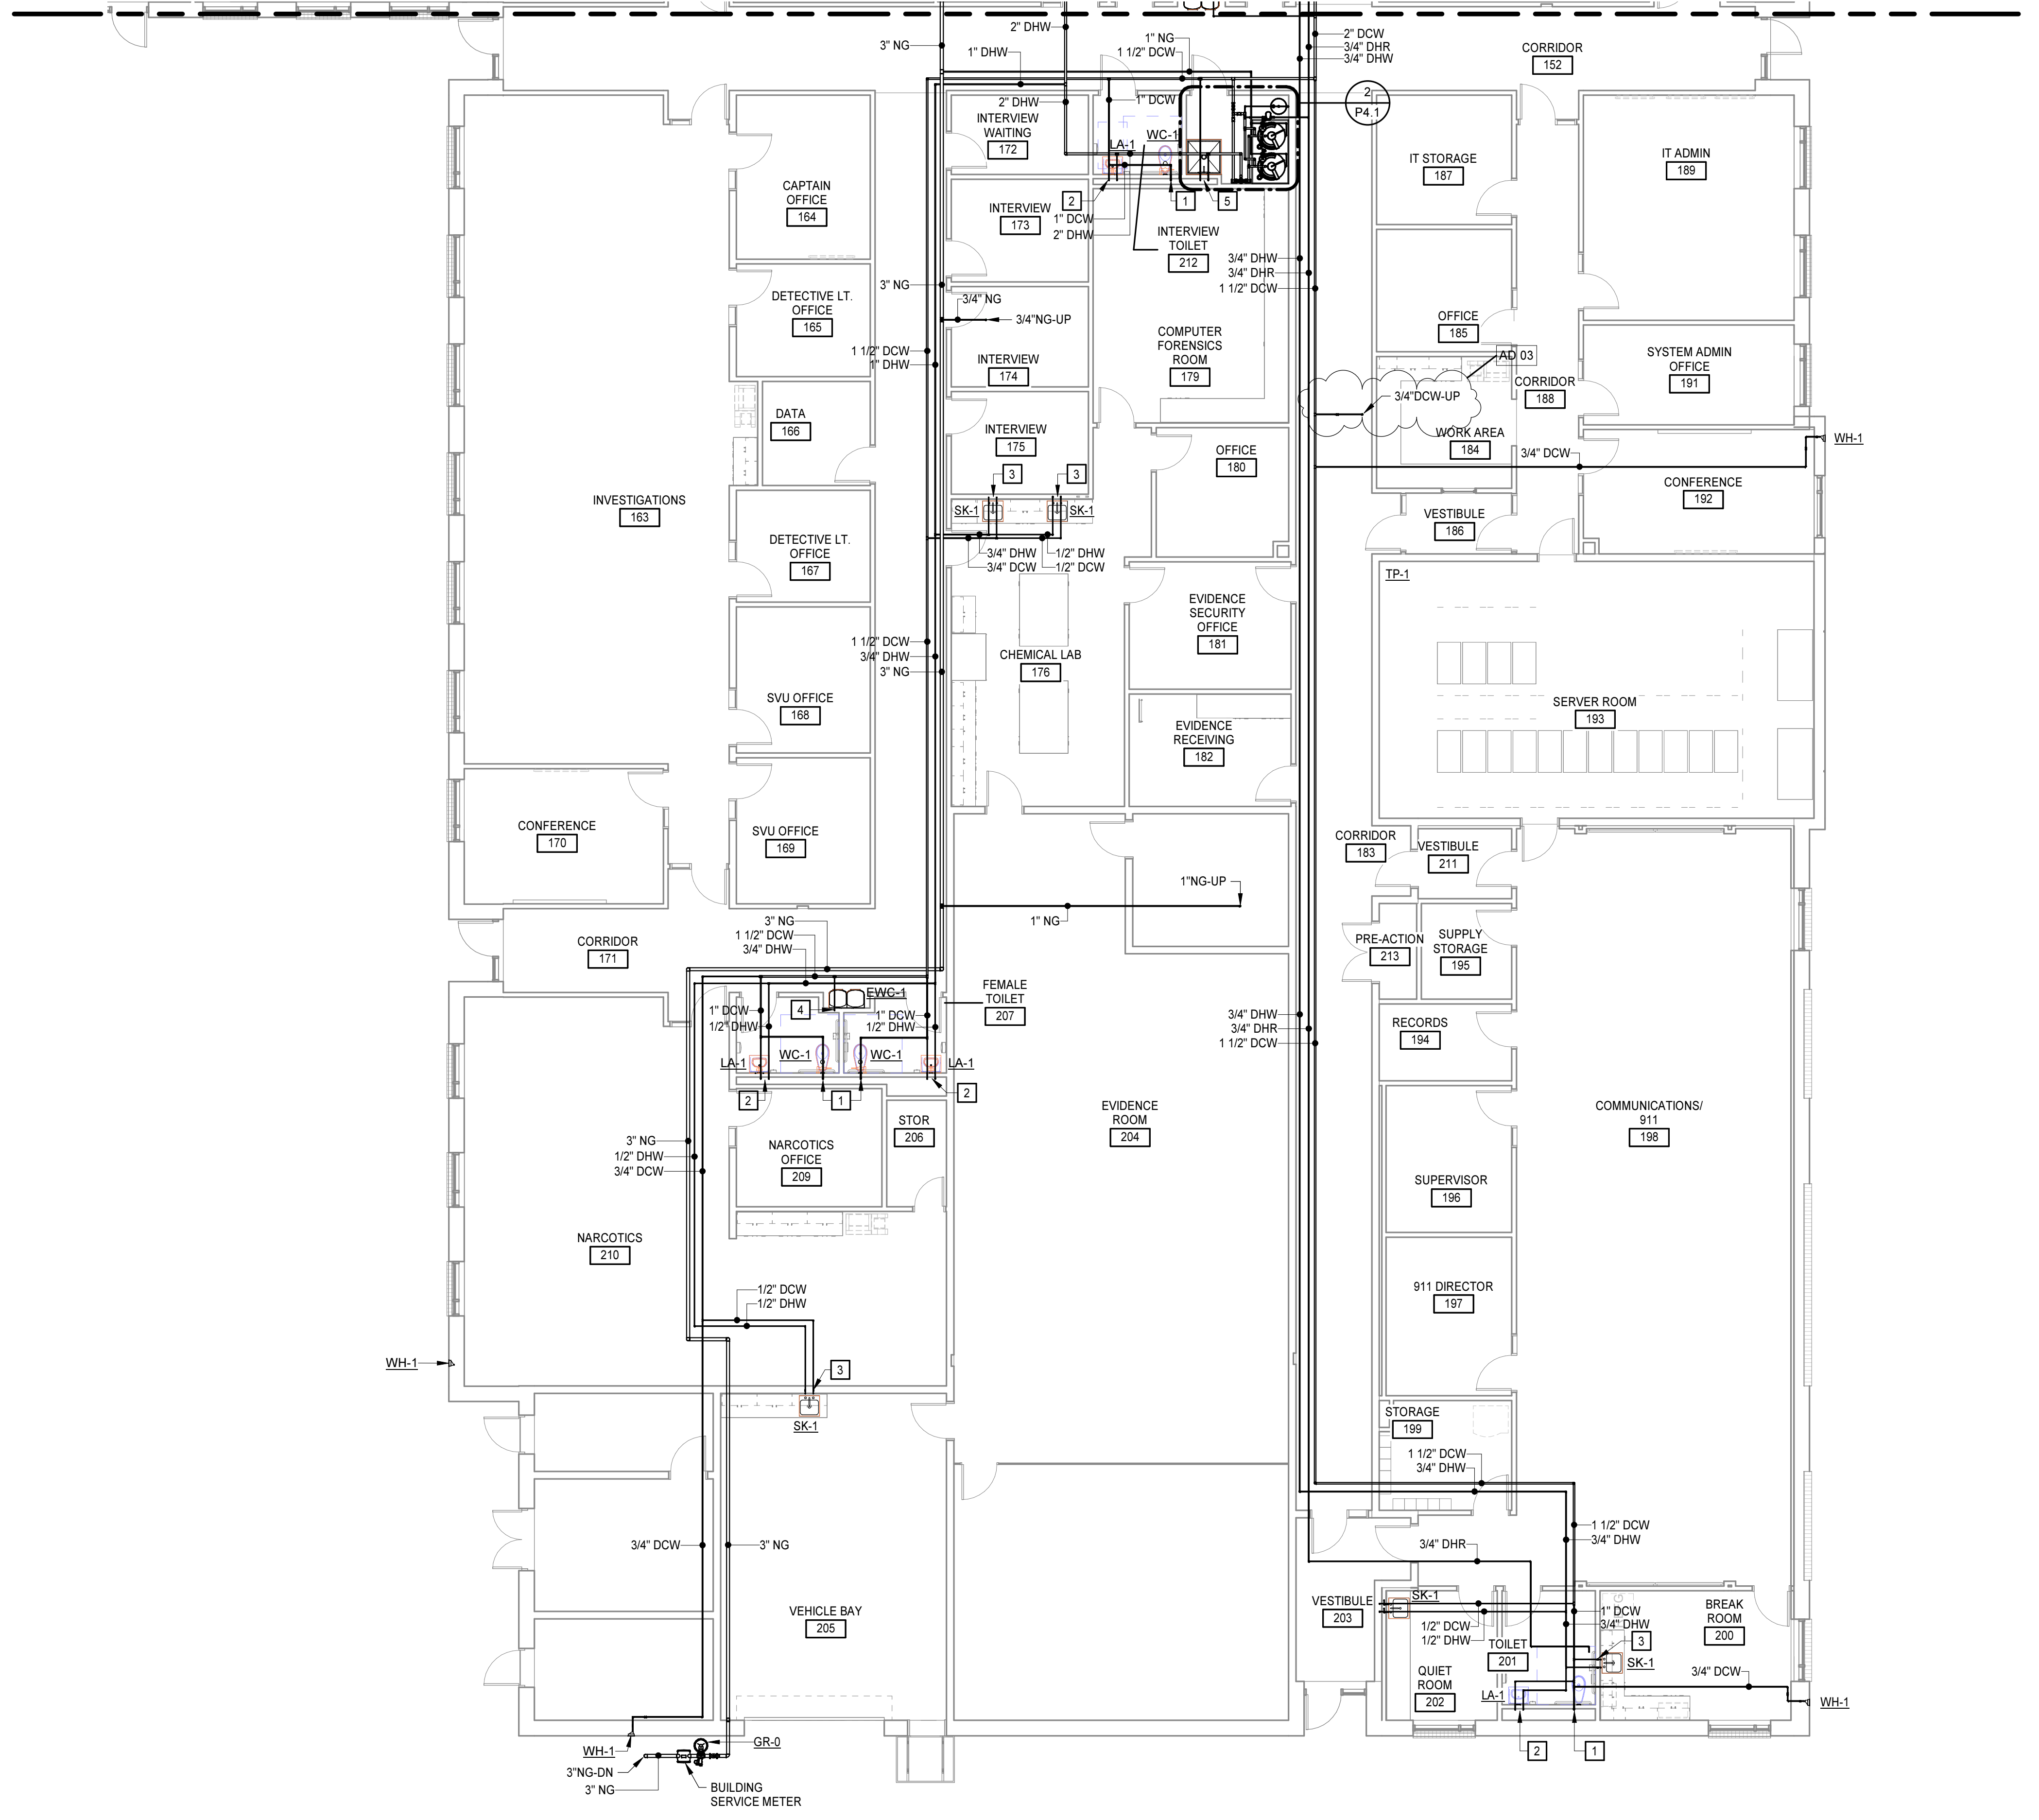 2" DHW
3" NG
1" DHW
1" NG
1 1/2" DCW
2" DCW
3/4" DHR
3/4" DHW
CORRIDOR
152
2" DHW
1" DCW
2
P4.1
INTERVIEW
WAITING
172
LA-1
WC-1
IT STORAGE
187
IT ADMIN
189
CAPTAIN
OFFICE
164
INTERVIEW
173
2
1
5
1" DCW
2" DHW
INTERVIEW
TOILET
212
3/4" DHW
3/4" DHR
1 1/2" DCW
3" NG
3/4" NG
3/4"NG-UP
DETECTIVE LT.
OFFICE
165
OFFICE
185
COMPUTER
FORENSICS
ROOM
179
1 1/2" DCW
1" DHW
INTERVIEW
174
AD 03
SYSTEM ADMIN
OFFICE
191
CORRIDOR
188
3/4"DCW-UP
DATA
166
INTERVIEW
175
WORK AREA
184
WH-1
OFFICE
180
3/4" DCW
3
3
CONFERENCE
192
INVESTIGATIONS
163
SK-1
SK-1
VESTIBULE
186
DETECTIVE LT.
OFFICE
167
3/4" DHW
3/4" DCW
1/2" DHW
1/2" DCW
TP-1
EVIDENCE
SECURITY
OFFICE
181
1 1/2" DCW
3/4" DHW
3" NG
CHEMICAL LAB
176
SVU OFFICE
168
SERVER ROOM
193
EVIDENCE
RECEIVING
182
CONFERENCE
170
SVU OFFICE
169
CORRIDOR
183
VESTIBULE
211
1"NG-UP
1" NG
3" NG
1 1/2" DCW
3/4" DHW
CORRIDOR
171
PRE-ACTION
213
SUPPLY
STORAGE
195
EWC-1
4
FEMALE
TOILET
207
1" DCW
1/2" DHW
1" DCW
1/2" DHW
3/4" DHW
3/4" DHR
1 1/2" DCW
RECORDS
194
LA-1
WC-1
WC-1
LA-1
2
1
2
STOR
206
EVIDENCE
ROOM
204
COMMUNICATIONS/
911
198
3" NG
1/2" DHW
3/4" DCW
NARCOTICS
OFFICE
209
SUPERVISOR
196
NARCOTICS
210
1/2" DCW
1/2" DHW
911 DIRECTOR
197
WH-1
3
SK-1
STORAGE
199
1 1/2" DCW
3/4" DHW
3/4" DCW
3" NG
1 1/2" DCW
3/4" DHW
3/4" DHR
VEHICLE BAY
205
VESTIBULE
203
SK-1
1/2" DCW
1/2" DHW
1" DCW
3/4" DHW
BREAK
ROOM
200
TOILET
201
3
SK-1
QUIET
ROOM
202
3/4" DCW
LA-1
WH-1
WH-1
GR-0
2
1
3"NG-DN
3" NG
BUILDING
SERVICE METER